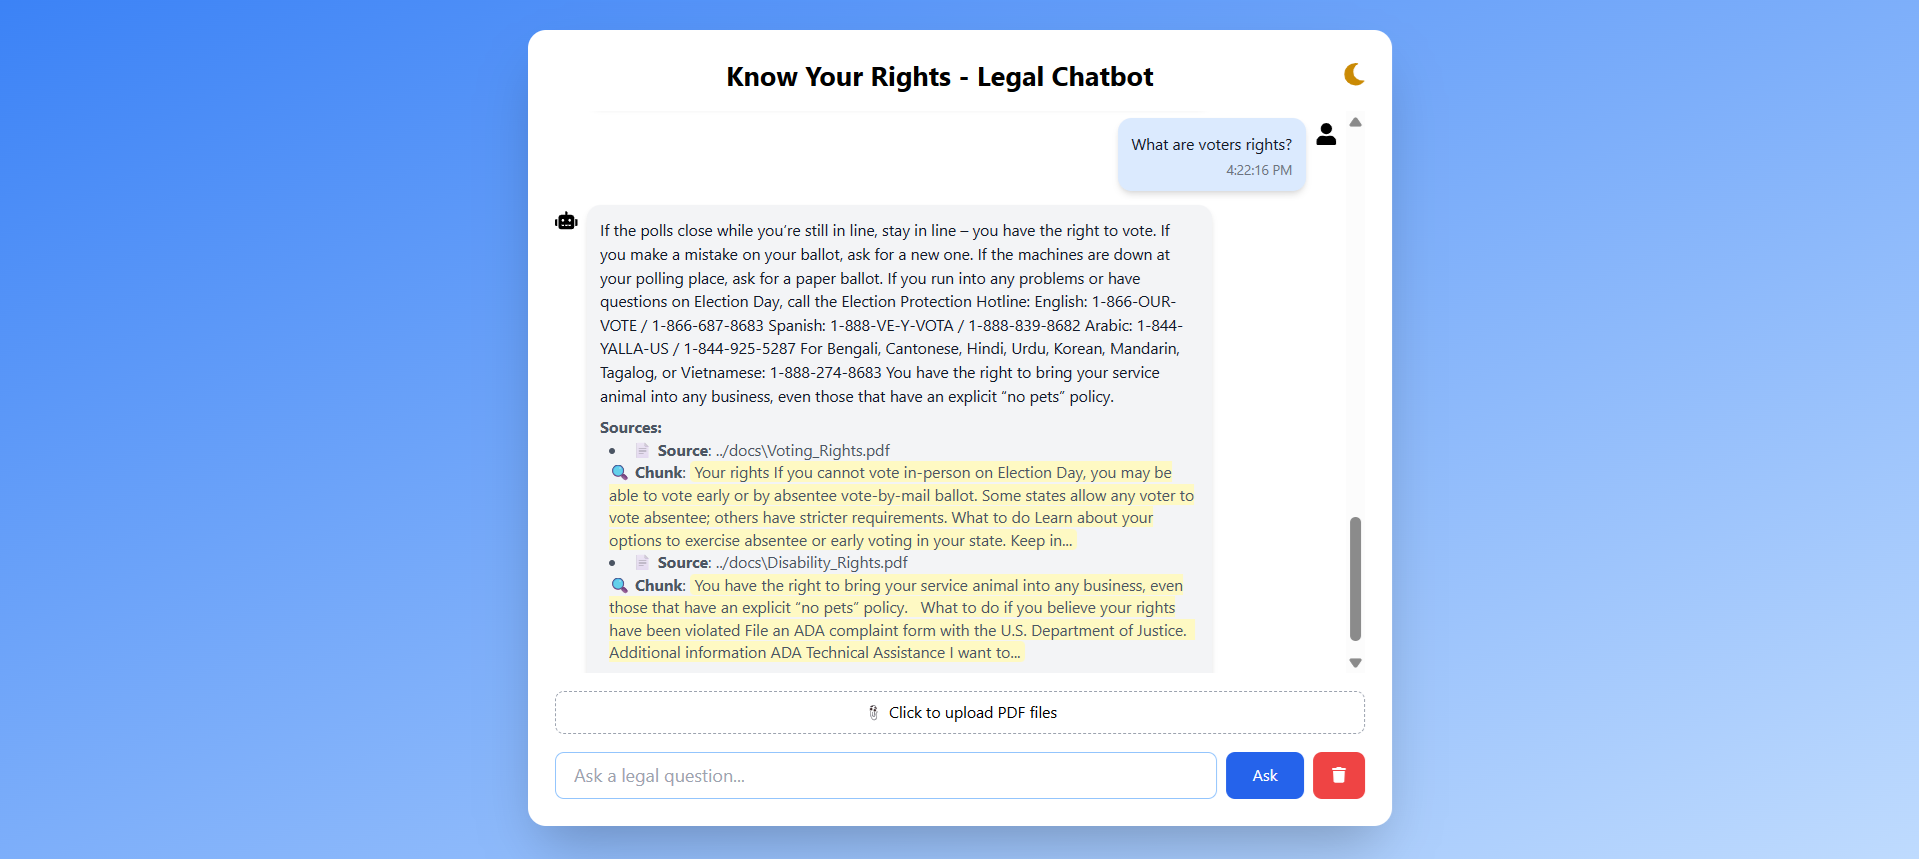 Know Your Rights - Legal Chatbot
What are voters rights?
4:22:16 PM
If the polls close while you’re still in line, stay in line – you have the right to vote. If
you make a mistake on your ballot, ask for a new one. If the machines are down at
your polling place, ask for a paper ballot. If you run into any problems or have
questions on Election Day, call the Election Protection Hotline: English: 1-866-OUR-
VOTE / 1-866-687-8683 Spanish: 1-888-VE-Y-VOTA / 1-888-839-8682 Arabic: 1-844-
YALLA-US / 1-844-925-5287 For Bengali, Cantonese, Hindi, Urdu, Korean, Mandarin,
Tagalog, or Vietnamese: 1-888-274-8683 You have the right to bring your service
animal into any business, even those that have an explicit “no pets” policy.
Sources:
Source: ../docs\Voting_Rights.pdf
Chunk: Your rights If you cannot vote in-person on Election Day, you may be
able to vote early or by absentee vote-by-mail ballot. Some states allow any voter to
vote absentee; others have stricter requirements. What to do Learn about your
options to exercise absentee or early voting in your state. Keep in...
Source: ../docs\Disability_Rights.pdf
Chunk: You have the right to bring your service animal into any business, even
those that have an explicit “no pets” policy. What to do if you believe your rights
have been violated File an ADA complaint form with the U.S. Department of Justice.
Additional information ADA Technical Assistance I want to...
Click to upload PDF files
Ask a legal question...
Ask